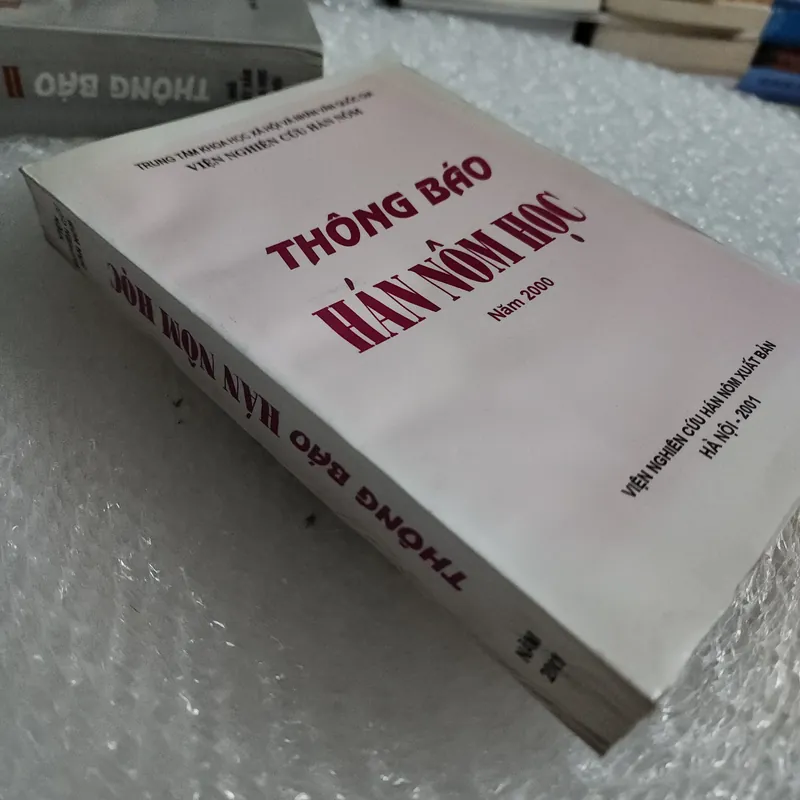 TRUNG TÂM KHOA HỌC XÃ HỘI VÀ NHÂN VĂN QUỐC GIA
VIỆN NGHIÊN CỨU HÁN NÔM
THÔNG BÁO
HÁN NÔM HỌC
Năm 2000
VIỆN NGHIÊN CỨU HÁN NÔM XUẤT BẢN
HÀ NỘI - 2001
THÔNG BÁO HÁN NÔM HỌC
NĂM
THÔNG BÁO